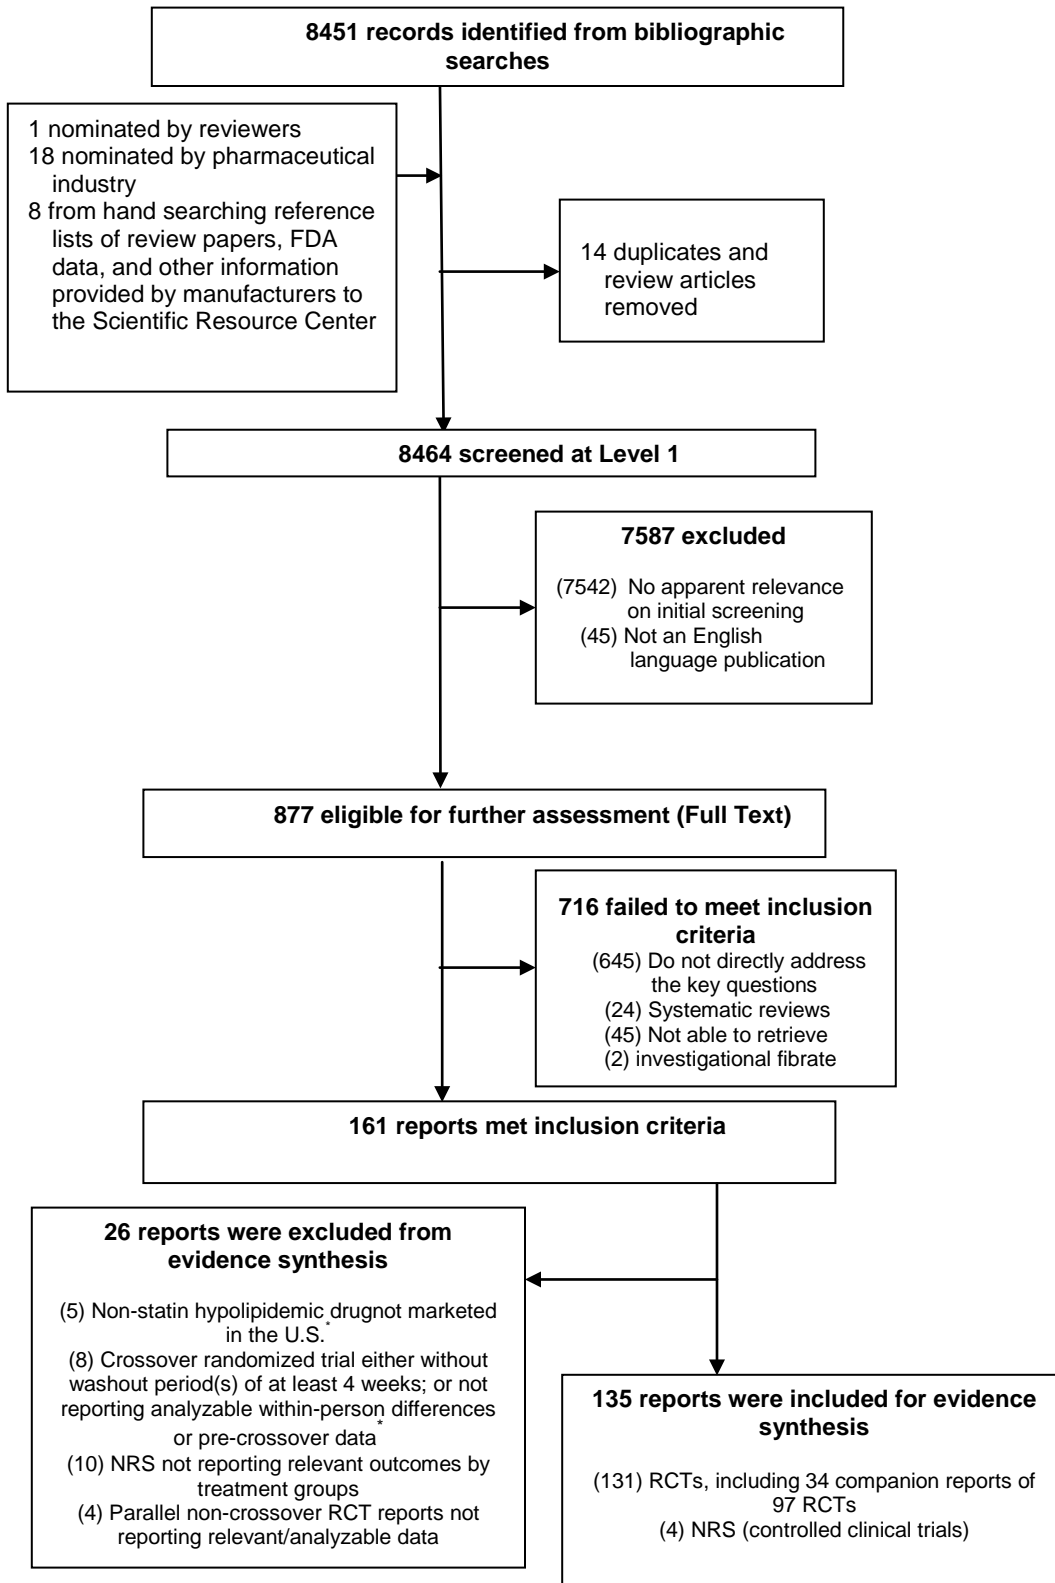 8451 records identified from bibliographic
searches
1 nominated by reviewers
18 nominated by pharmaceutical
industry
8 from hand searching reference
lists of review papers, FDA
data, and other information
provided by manufacturers to
the Scientific Resource Center
14 duplicates and
review articles
removed
8464 screened at Level 1
7587 excluded
(7542) No apparent relevance
on initial screening
(45) Not an English
language publication
877 eligible for further assessment (Full Text)
716 failed to meet inclusion
criteria
(645) Do not directly address
the key questions
(24) Systematic reviews
(45) Not able to retrieve
(2) investigational fibrate
161 reports met inclusion criteria
26 reports were excluded from
evidence synthesis
(5) Non-statin hypolipidemic drugnot marketed
in the U.S.*
(8) Crossover randomized trial either without
washout period(s) of at least 4 weeks; or not
reporting analyzable within-person differences
or pre-crossover data*
(10) NRS not reporting relevant outcomes by
treatment groups
(4) Parallel non-crossover RCT reports not
reporting relevant/analyzable data
135 reports were included for evidence
synthesis
(131) RCTs, including 34 companion reports of
97 RCTs
(4) NRS (controlled clinical trials)